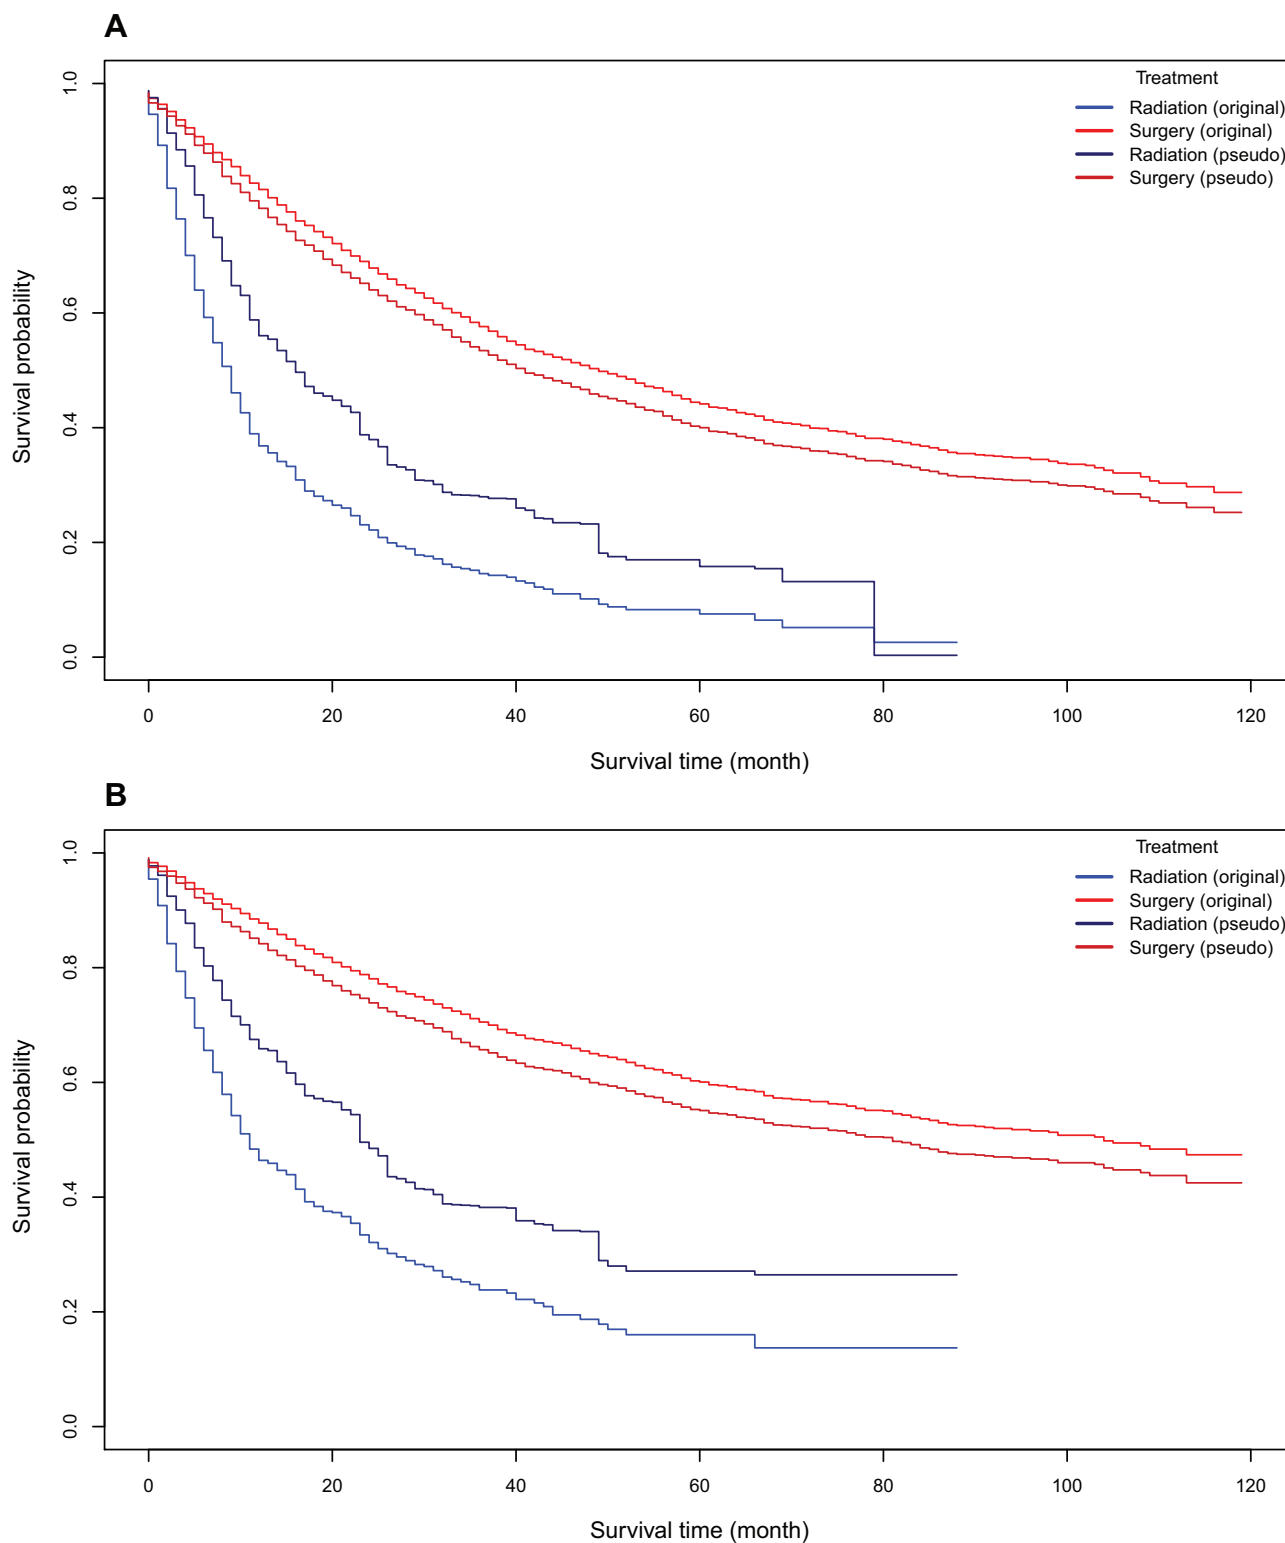 A
Treatment
Radiation (original)
Surgery (original)
Radiation (pseudo)
Surgery (pseudo)
Survival probability
1.0
0.8
0.6
0.4
0.2
0.0
0 20 40 60 80 100 120
Survival time (month)
B
Treatment
Radiation (original)
Surgery (original)
Radiation (pseudo)
Surgery (pseudo)
Survival probability
1.0
0.8
0.6
0.4
0.2
0.0
0 20 40 60 80 100 120
Survival time (month)